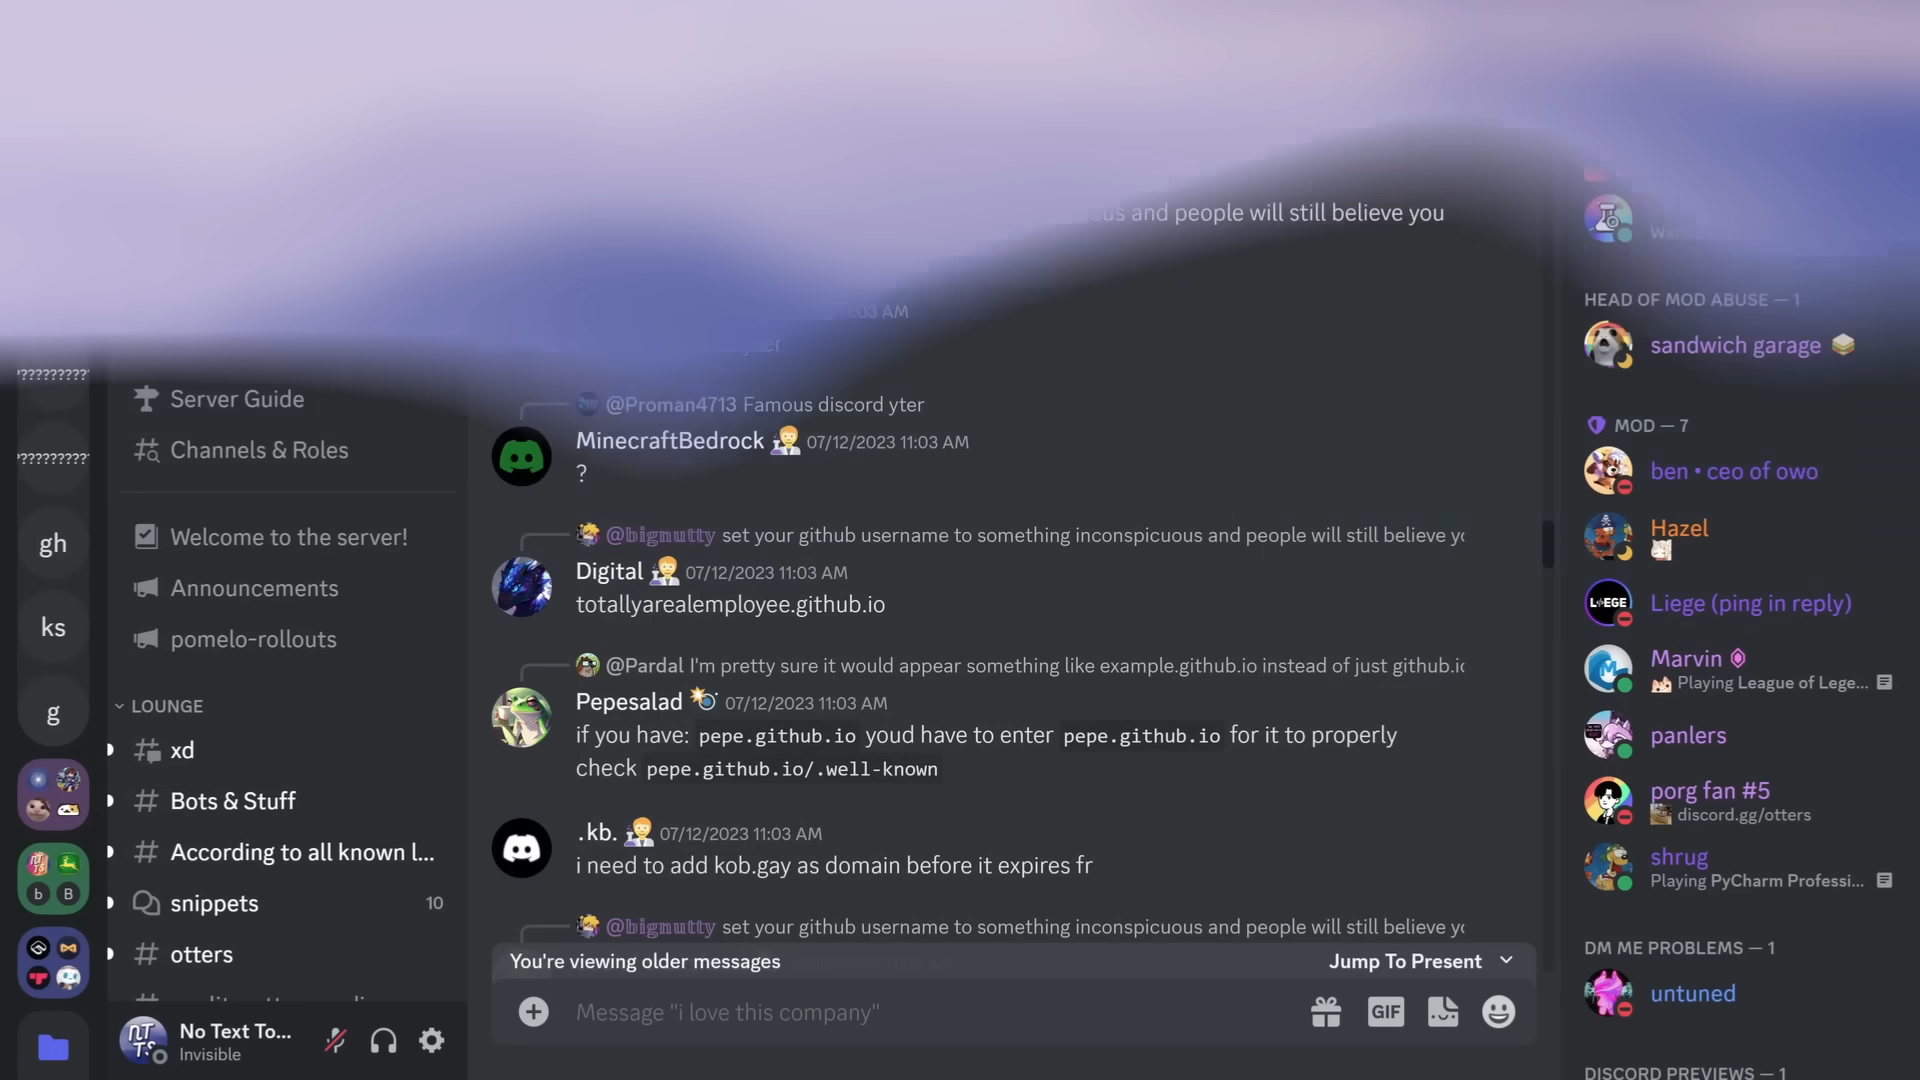 us and people will still believe you
:03 AM
yter
??????????
??????????
gh
ks
g
b B
Server Guide
Channels & Roles
Welcome to the server!
Announcements
pomelo-rollouts
LOUNGE
xd
Bots & Stuff
According to all known l...
snippets 10
otters
No Text To...
Invisible
@Proman4713 Famous discord yter
MinecraftBedrock 07/12/2023 11:03 AM
?
@bignutty set your github username to something inconspicuous and people will still believe yo
Digital 07/12/2023 11:03 AM
totallyarealemployee.github.io
@Pardal I'm pretty sure it would appear something like example.github.io instead of just github.io
Pepesalad 07/12/2023 11:03 AM
if you have: pepe.github.io youd have to enter pepe.github.io for it to properly
check pepe.github.io/.well-known
.kb. 07/12/2023 11:03 AM
i need to add kob.gay as domain before it expires fr
@bignutty set your github username to something inconspicuous and people will still believe yo
You're viewing older messages Jump To Present
Message "i love this company"
GIF
HEAD OF MOD ABUSE — 1
sandwich garage
MOD — 7
ben • ceo of owo
Hazel
LIEGE
Liege (ping in reply)
Marvin
Playing League of Lege...
panlers
porg fan #5
discord.gg/otters
shrug
Playing PyCharm Professi...
DM ME PROBLEMS — 1
untuned
DISCORD PREVIEWS — 1